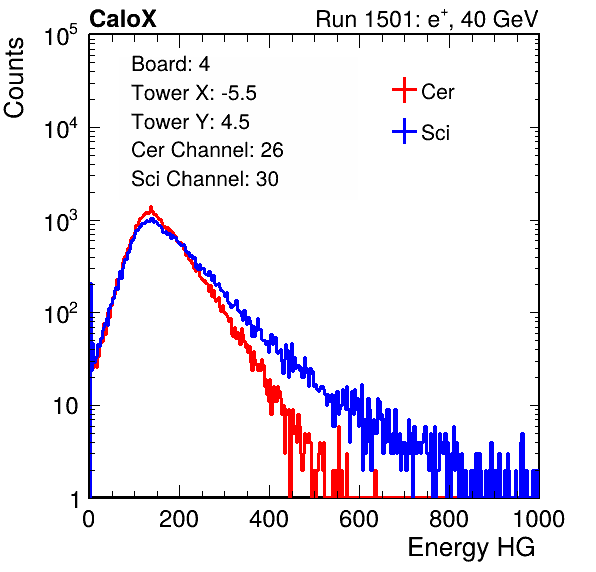 CaloX
Run 1501: e+, 40 GeV
Counts
10^5
10^4
10^3
10^2
10
1
Board: 4
Tower X: -5.5
Tower Y: 4.5
Cer Channel: 26
Sci Channel: 30
Cer
Sci
0 200 400 600 800 1000
Energy HG